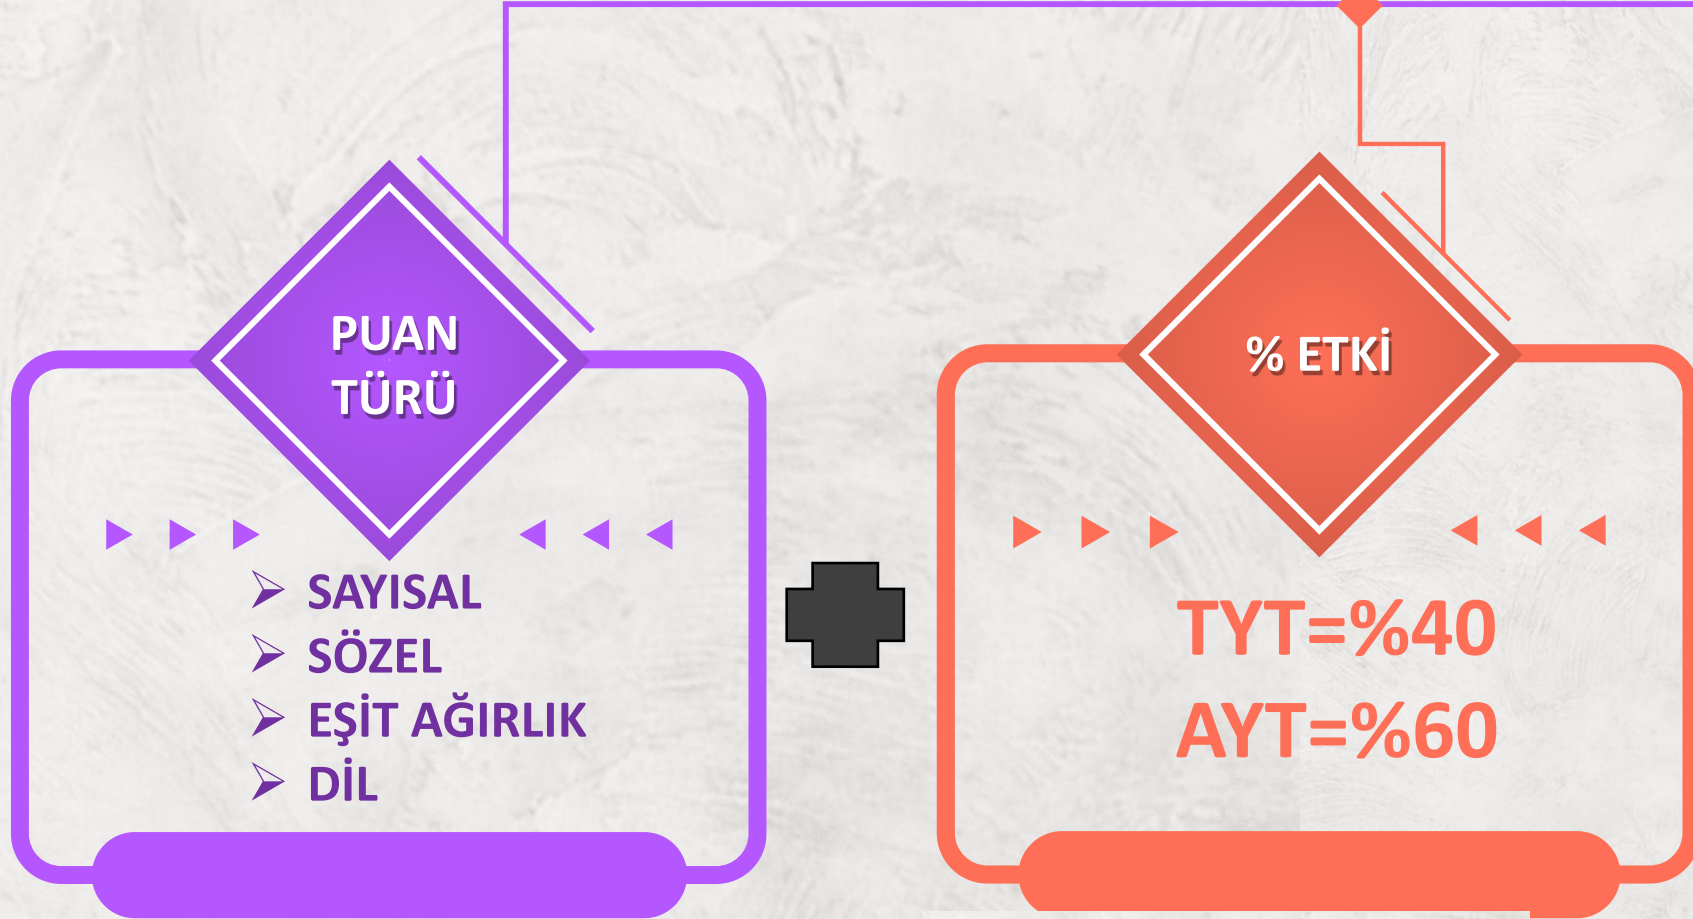 PUAN
TÜRÜ
SAYISAL
SÖZEL
EŞİT AĞIRLIK
DİL
% ETKİ
TYT=%40
AYT=%60